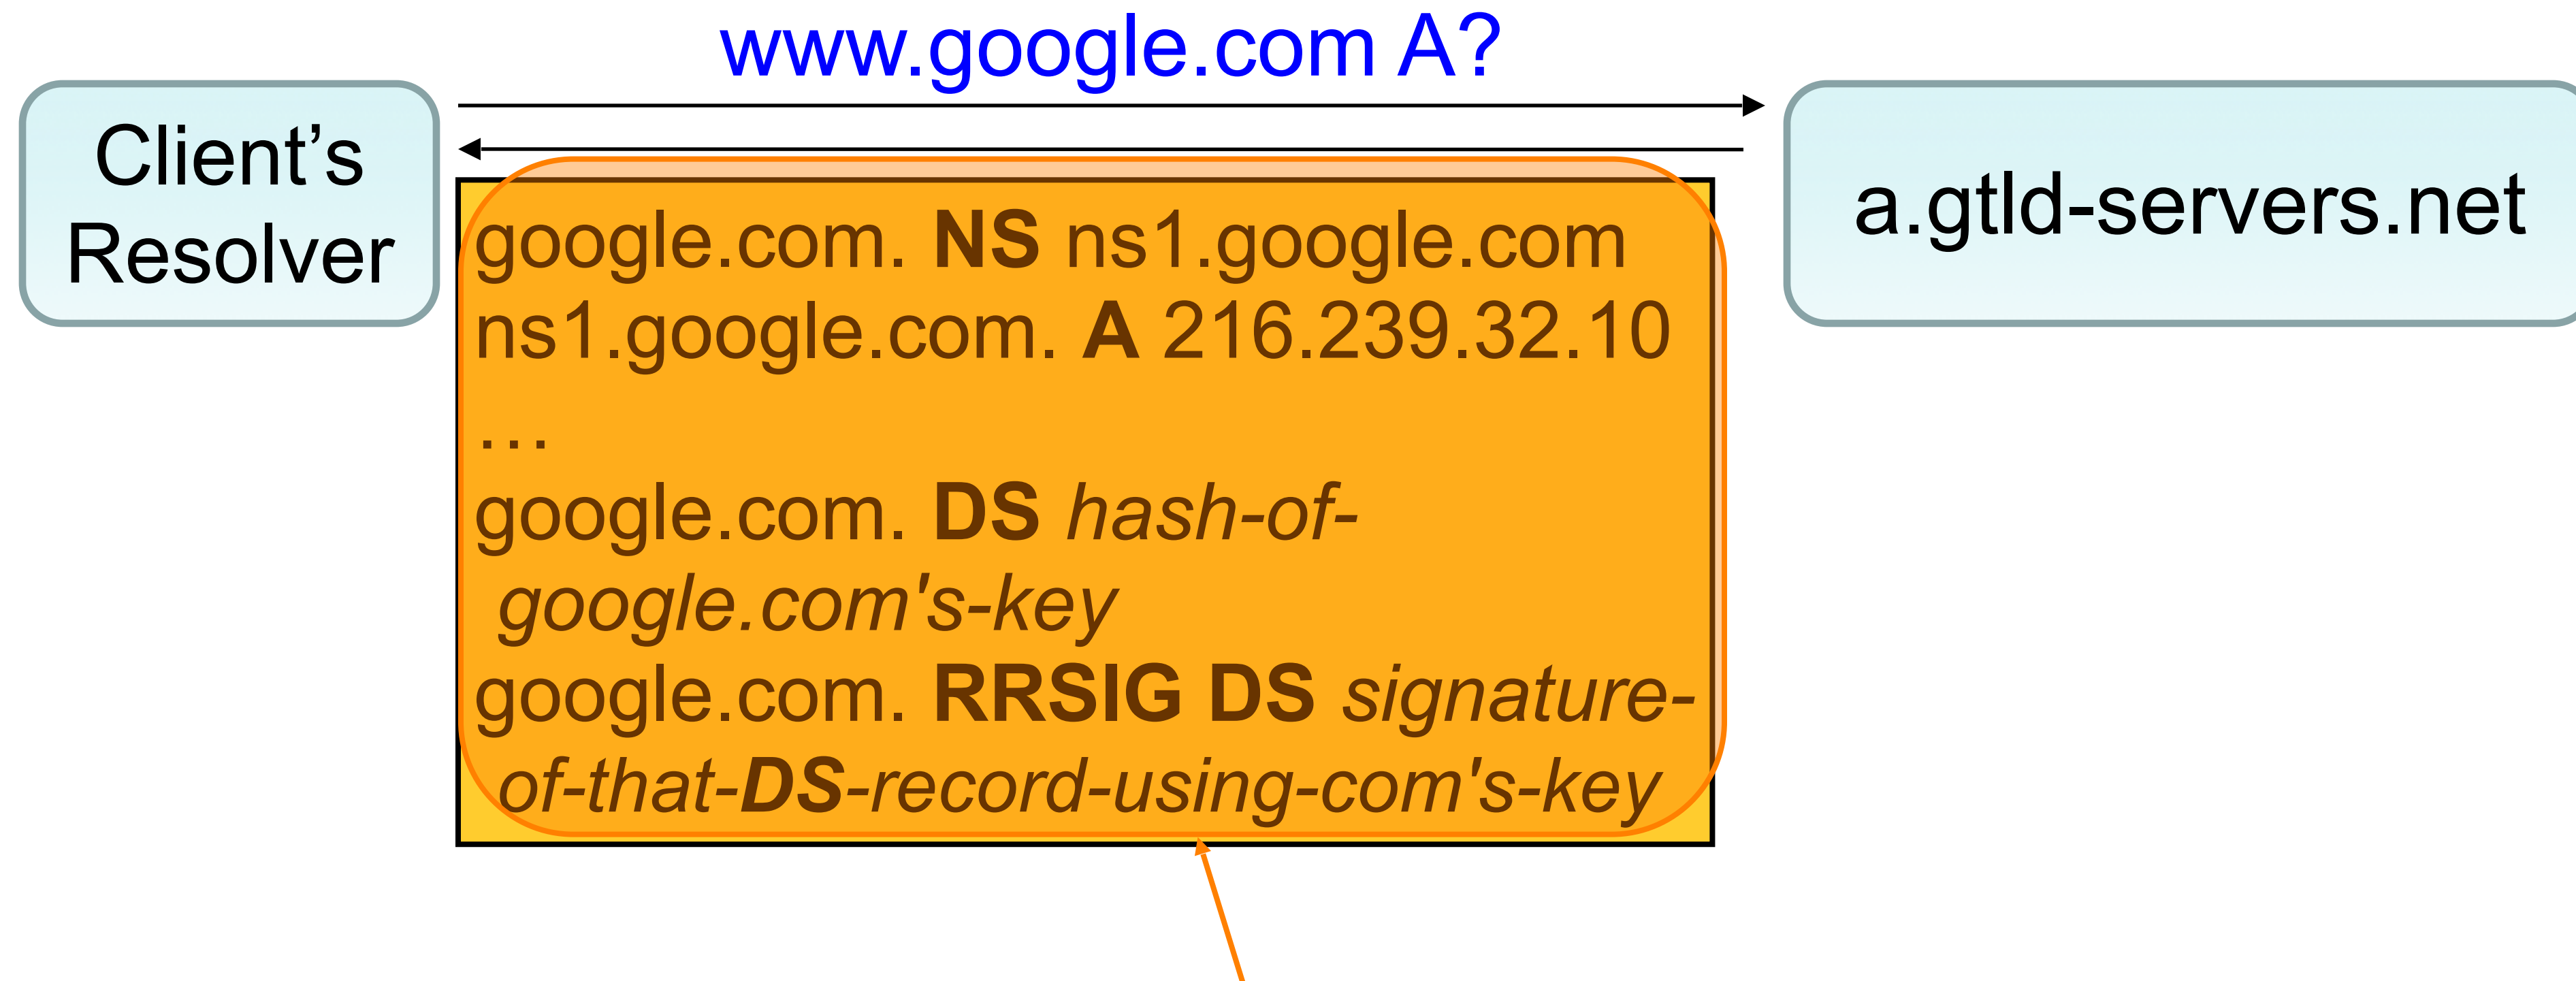 www.google.com A?
Client’s
Resolver
a.gtld-servers.net
google.com. NS ns1.google.com
ns1.google.com. A 216.239.32.10
…
google.com. DS hash-of-
google.com's-key
google.com. RRSIG DS signature-
of-that-DS-record-using-com's-key